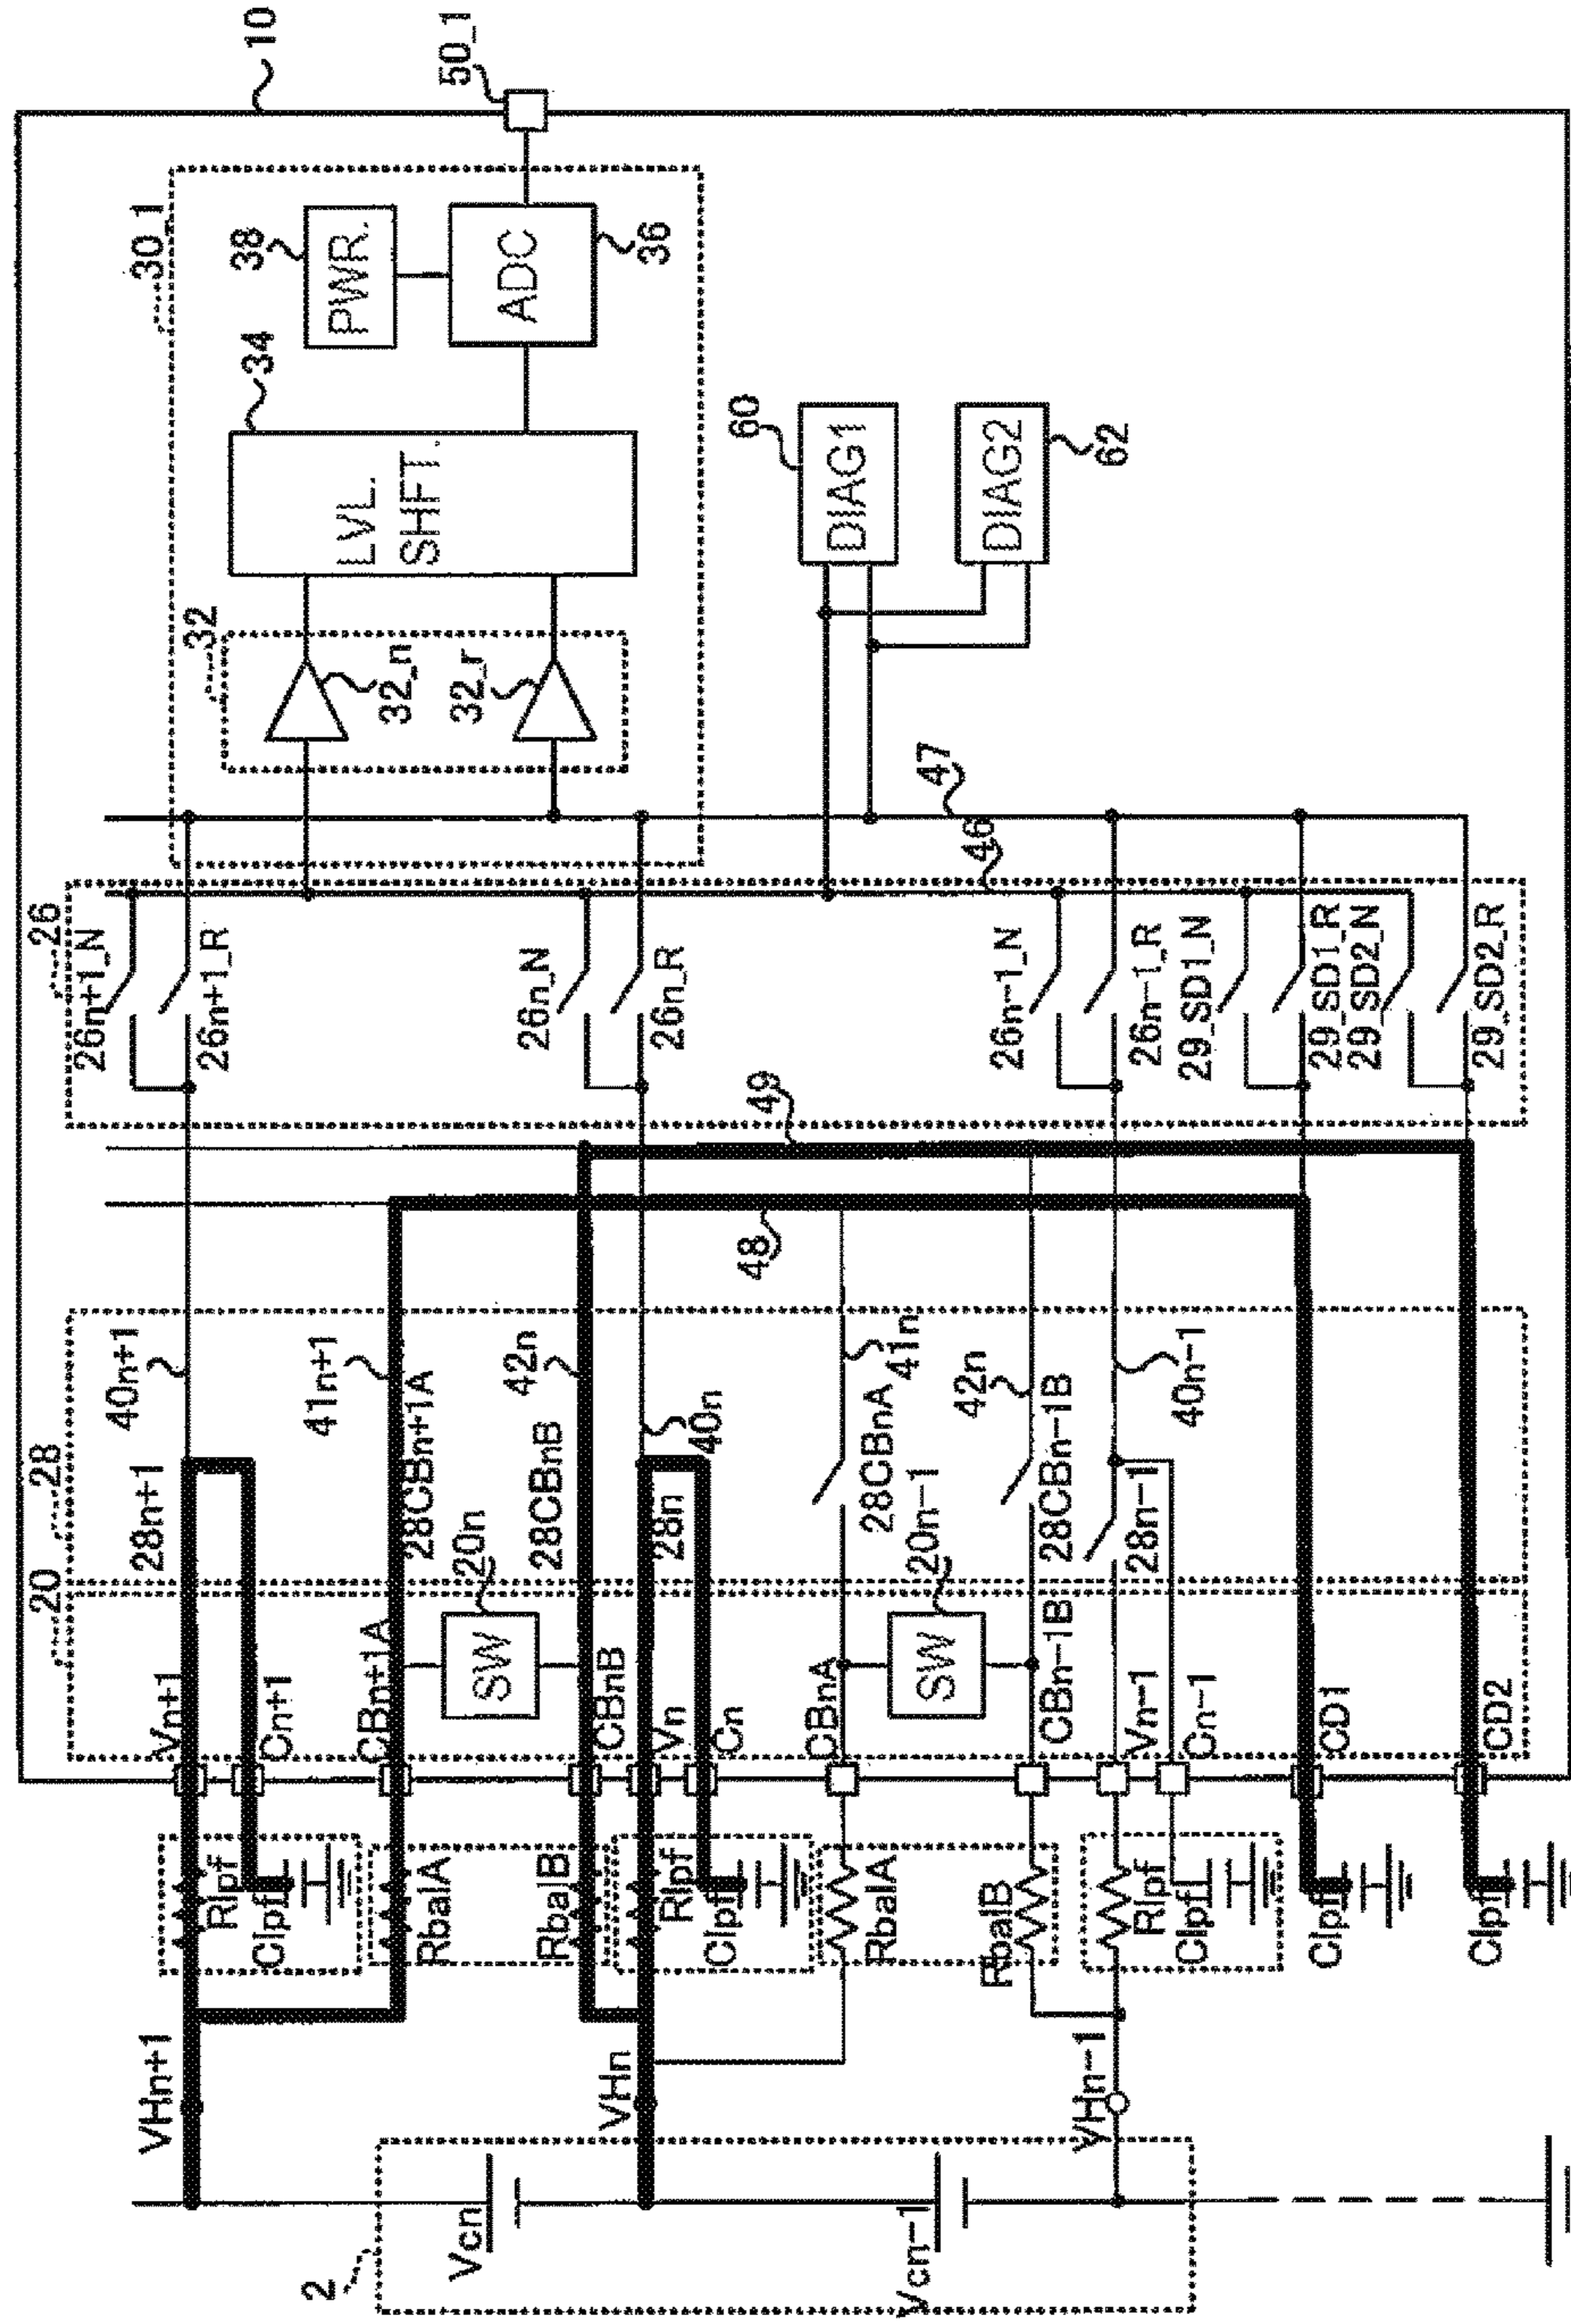 10
50_1
30_1
38
PWR.
ADC
36
34
LVL.
SHFT.
32
32_n
32_r
60
DIAG1
DIAG2
62
47
46
26
26n+1_N
26n+1_R
26n_N
26n_R
26n-1_N
26n-1_R
29_SD1_N
29_SD1_R
29_SD2_N
29_SD2_R
49
48
28
20
40n+1
28n+1
41n+1
28CBn+1A
42n
28CBnB
40n
28n
41n
28CBnA
42n
28CBn-1B
40n-1
28n-1
20n
SW
20n-1
SW
Vn+1
Cn+1
CBn+1A
CBnB
Vn
Cn
CBnA
CBn-1B
Vn-1
Cn-1
CD1
CD2
Rlpf
Clpf
RbalA
RbalB
Rlpf
Clpf
RbalA
RbalB
Rlpf
Clpf
Clpf
Clpf
VHn+1
VHn
VHn-1
2
Vcn
Vcn-1